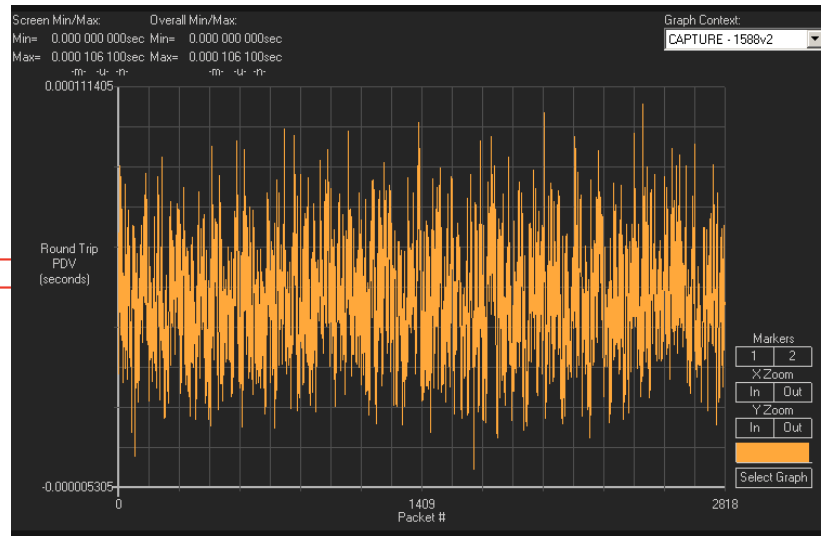 Screen Min/Max: Overall Min/Max:
Min= 0.000 000 000sec Min= 0.000 000 000sec
Max= 0.000 106 100sec Max= 0.000 106 100sec
-m- -u- -n- -m- -u- -n-
Graph Context:
CAPTURE - 1588v2
0.000111405
Round Trip
PDV
(seconds)
-0.000005305
0 1409 2818
Packet #
Markers
1 2
X Zoom
In Out
Y Zoom
In Out
Select Graph